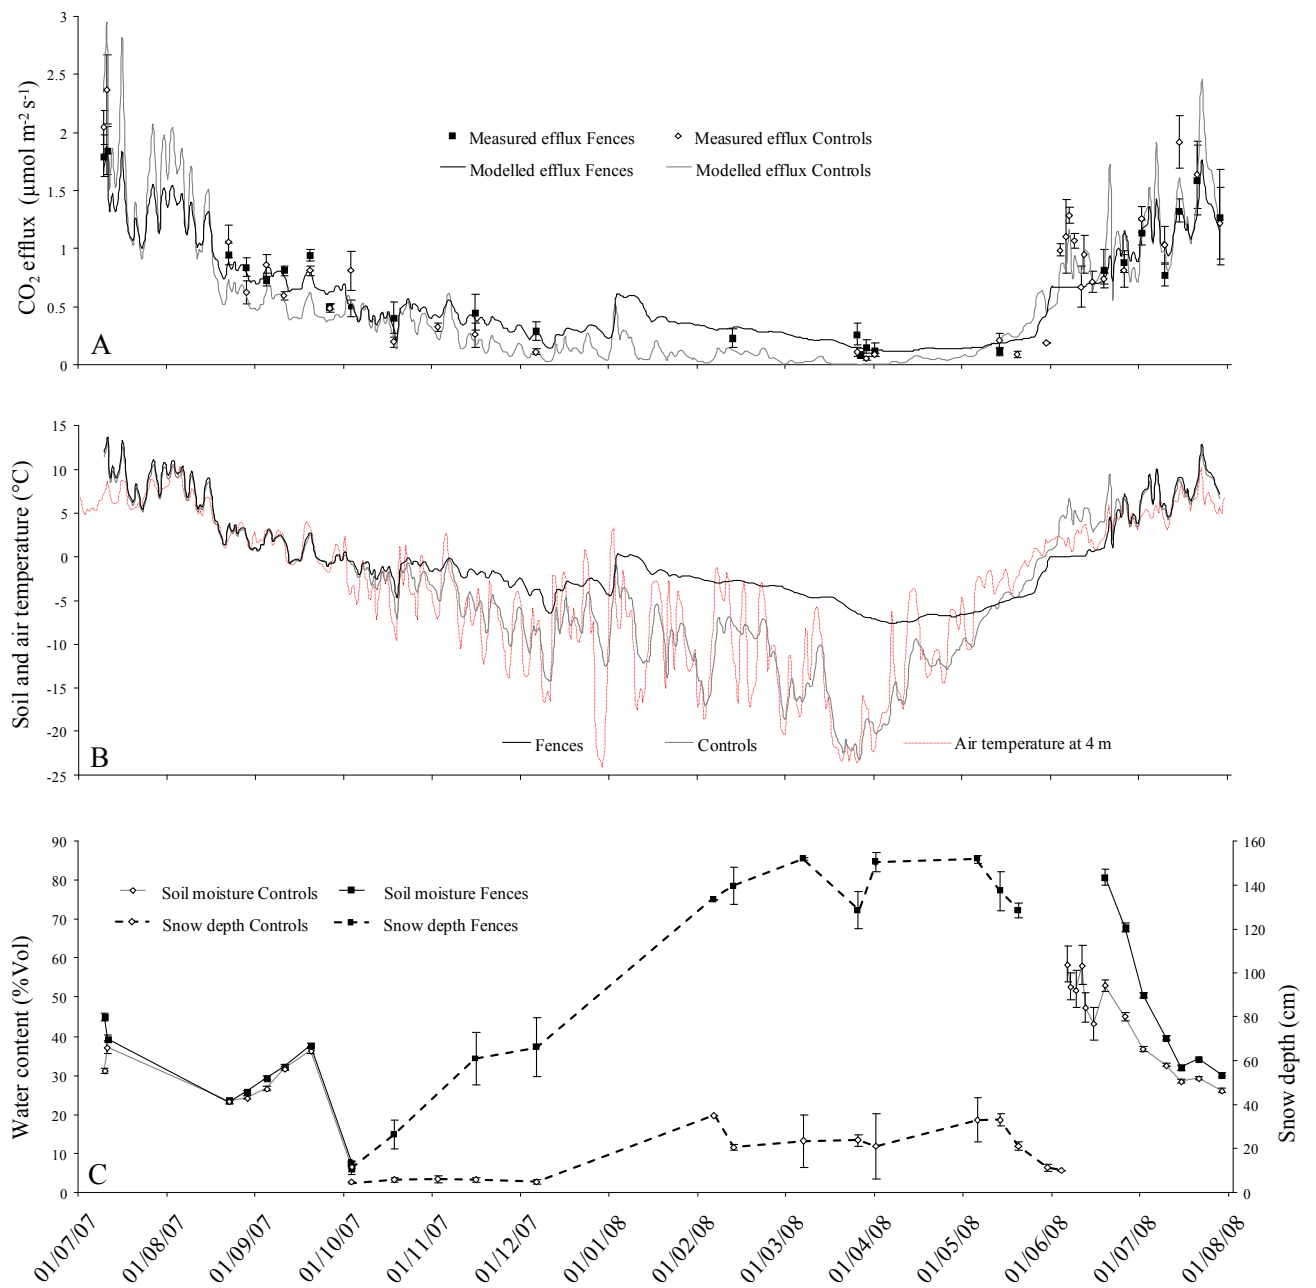 3
2.5
2
1.5
1
0.5
0
CO2 efflux (µmol m-2 s-1)
Measured efflux Fences
Measured efflux Controls
Modelled efflux Fences
Modelled efflux Controls
A
15
10
5
0
-5
-10
-15
-20
-25
Soil and air temperature (°C)
B
Fences
Controls
Air temperature at 4 m
90
80
70
60
50
40
30
20
10
0
Water content (%Vol)
Soil moisture Controls
Soil moisture Fences
Snow depth Controls
Snow depth Fences
C
160
140
120
100
80
60
40
20
0
Snow depth (cm)
01/07/07
01/08/07
01/09/07
01/10/07
01/11/07
01/12/07
01/01/08
01/02/08
01/03/08
01/04/08
01/05/08
01/06/08
01/07/08
01/08/08